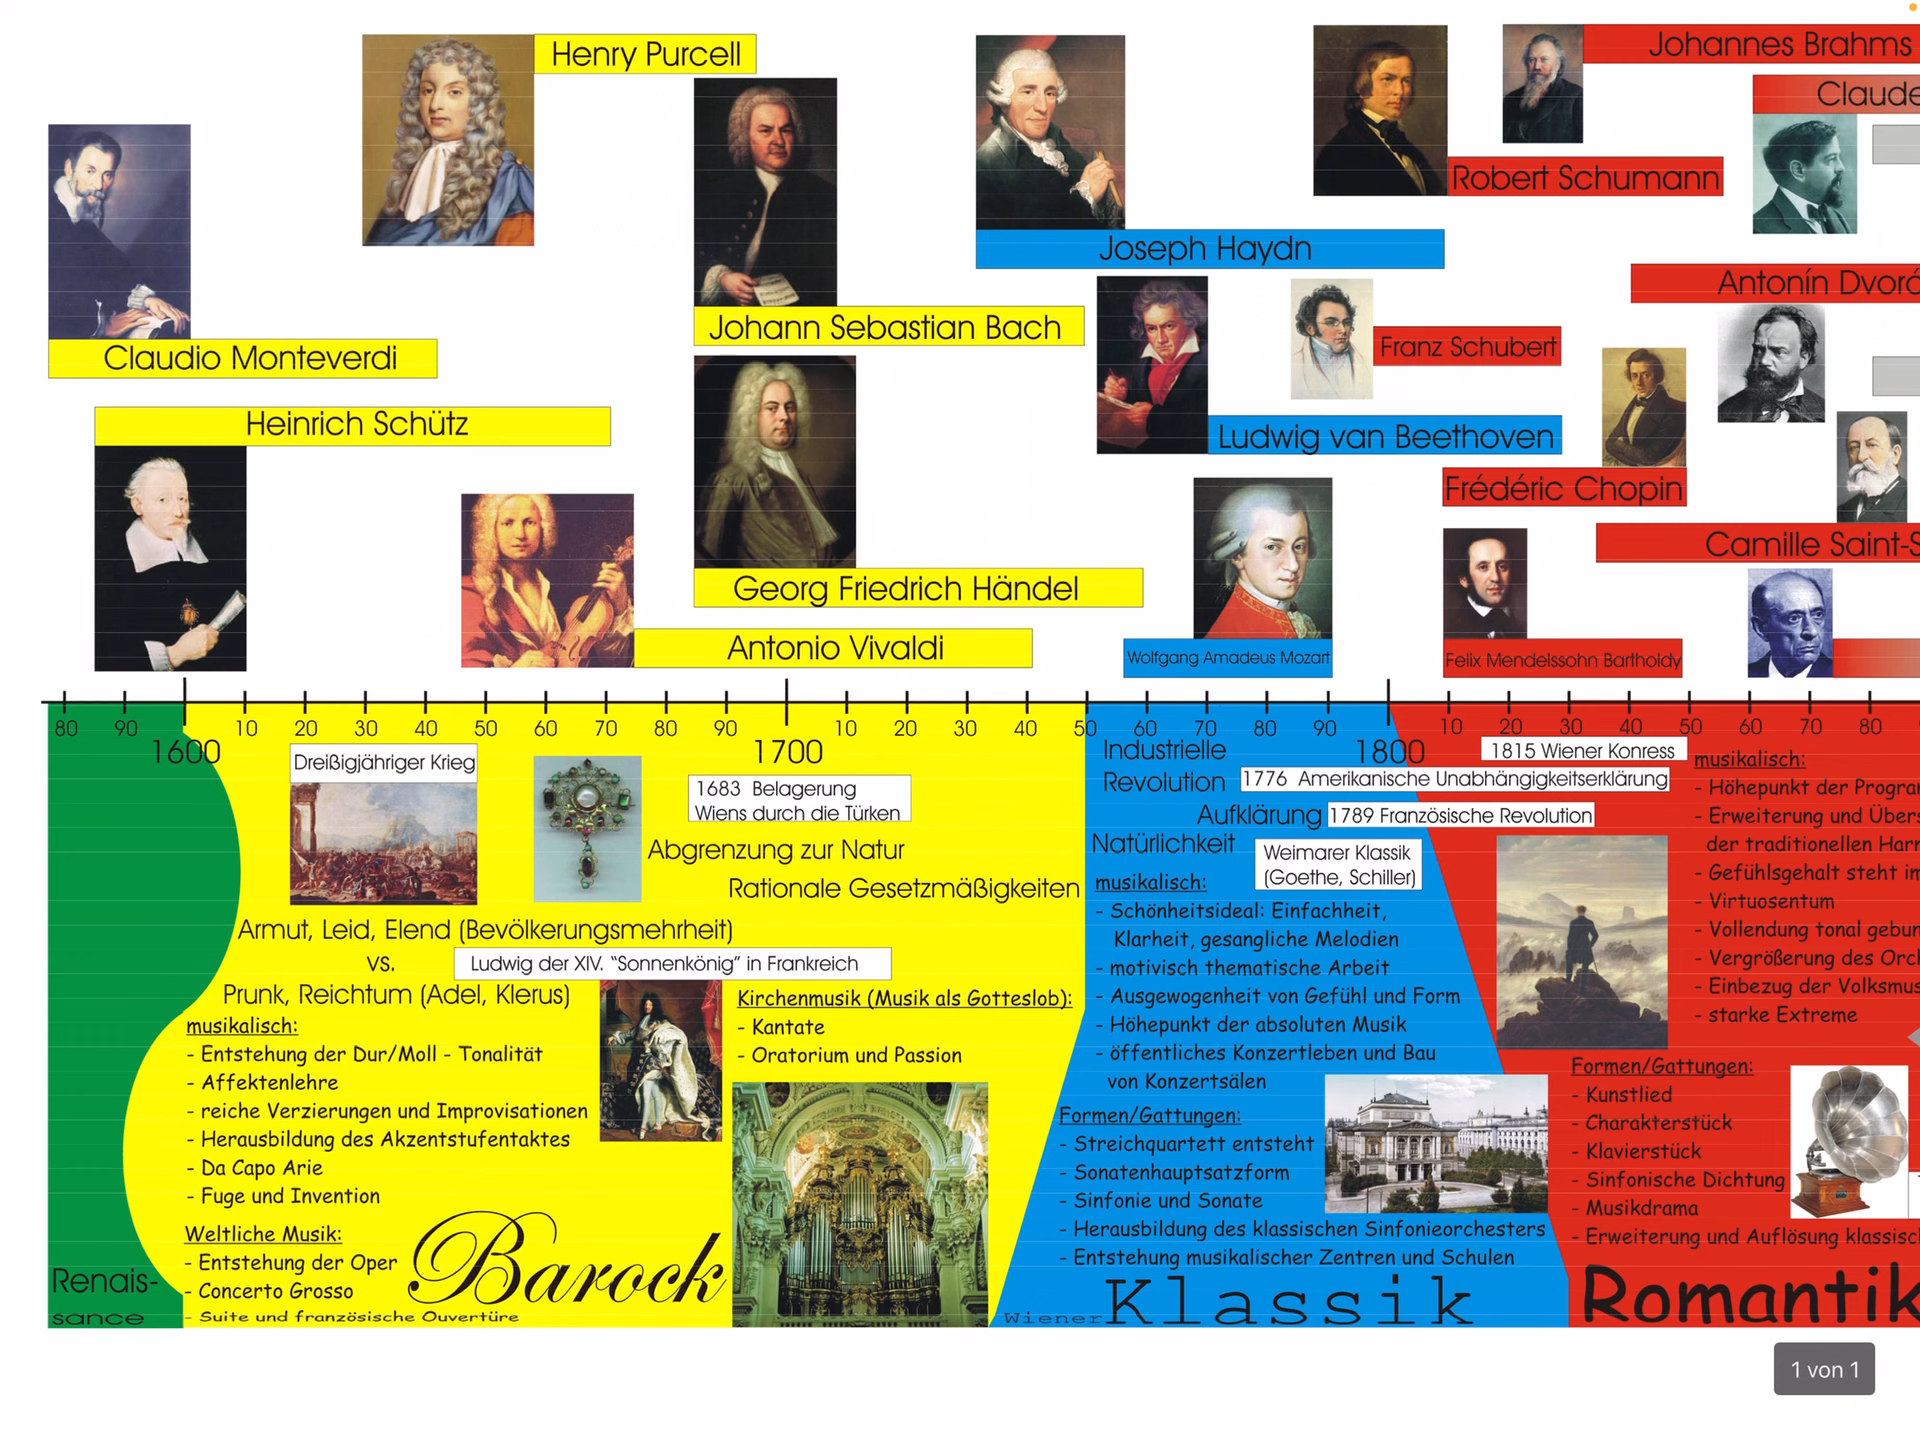 Henry Purcell
Johannes Brahms
Claude
Robert Schumann
Joseph Haydn
Antonín Dvořá
Johann Sebastian Bach
Franz Schubert
Claudio Monteverdi
Heinrich Schütz
Ludwig van Beethoven
Frédéric Chopin
Camille Saint-S
Georg Friedrich Händel
Antonio Vivaldi
Wolfgang Amadeus Mozart
Felix Mendelssohn Bartholdy
80 90 1600 10 20 30 40 50 60 70 80 90 1700 10 20 30 40 50 60 70 80 90 1800 10 20 30 40 50 60 70 80
Dreißigjähriger Krieg
1683 Belagerung
Wiens durch die Türken
Abgrenzung zur Natur
Rationale Gesetzmäßigkeiten
Armut, Leid, Elend (Bevölkerungsmehrheit)
vs.
Ludwig der XIV. "Sonnenkönig" in Frankreich
Prunk, Reichtum (Adel, Klerus)
musikalisch:
- Entstehung der Dur/Moll - Tonalität
- Affektenlehre
- reiche Verzierungen und Improvisationen
- Herausbildung des Akzentstufentaktes
- Da Capo Arie
- Fuge und Invention
Weltliche Musik:
- Entstehung der Oper
- Concerto Grosso
- Suite und französische Ouvertüre
Kirchenmusik (Musik als Gotteslob):
- Kantate
- Oratorium und Passion
Renais-
sance
Barock
Industrielle
Revolution
1776 Amerikanische Unabhängigkeitserklärung
Aufklärung
1789 Französische Revolution
Natürlichkeit
Weimarer Klassik
(Goethe, Schiller)
musikalisch:
- Schönheitsideal: Einfachheit,
Klarheit, gesangliche Melodien
- motivisch thematische Arbeit
- Ausgewogenheit von Gefühl und Form
- Höhepunkt der absoluten Musik
- öffentliches Konzertleben und Bau
von Konzertsälen
Formen/Gattungen:
- Streichquartett entsteht
- Sonatenhauptsatzform
- Sinfonie und Sonate
- Herausbildung des klassischen Sinfonieorchesters
- Entstehung musikalischer Zentren und Schulen
Wiener Klassik
1815 Wiener Konress
musikalisch:
- Höhepunkt der Progra
- Erweiterung und Übers
der traditionellen Harr
- Gefühlsgehalt steht im
- Virtuosentum
- Vollendung tonal gebun
- Vergrößerung des Orch
- Einbezug der Volksmus
- starke Extreme
Formen/Gattungen:
- Kunstlied
- Charakterstück
- Klavierstück
- Sinfonische Dichtung
- Musikdrama
- Erweiterung und Auflösung klassisc
Romantik
1 von 1